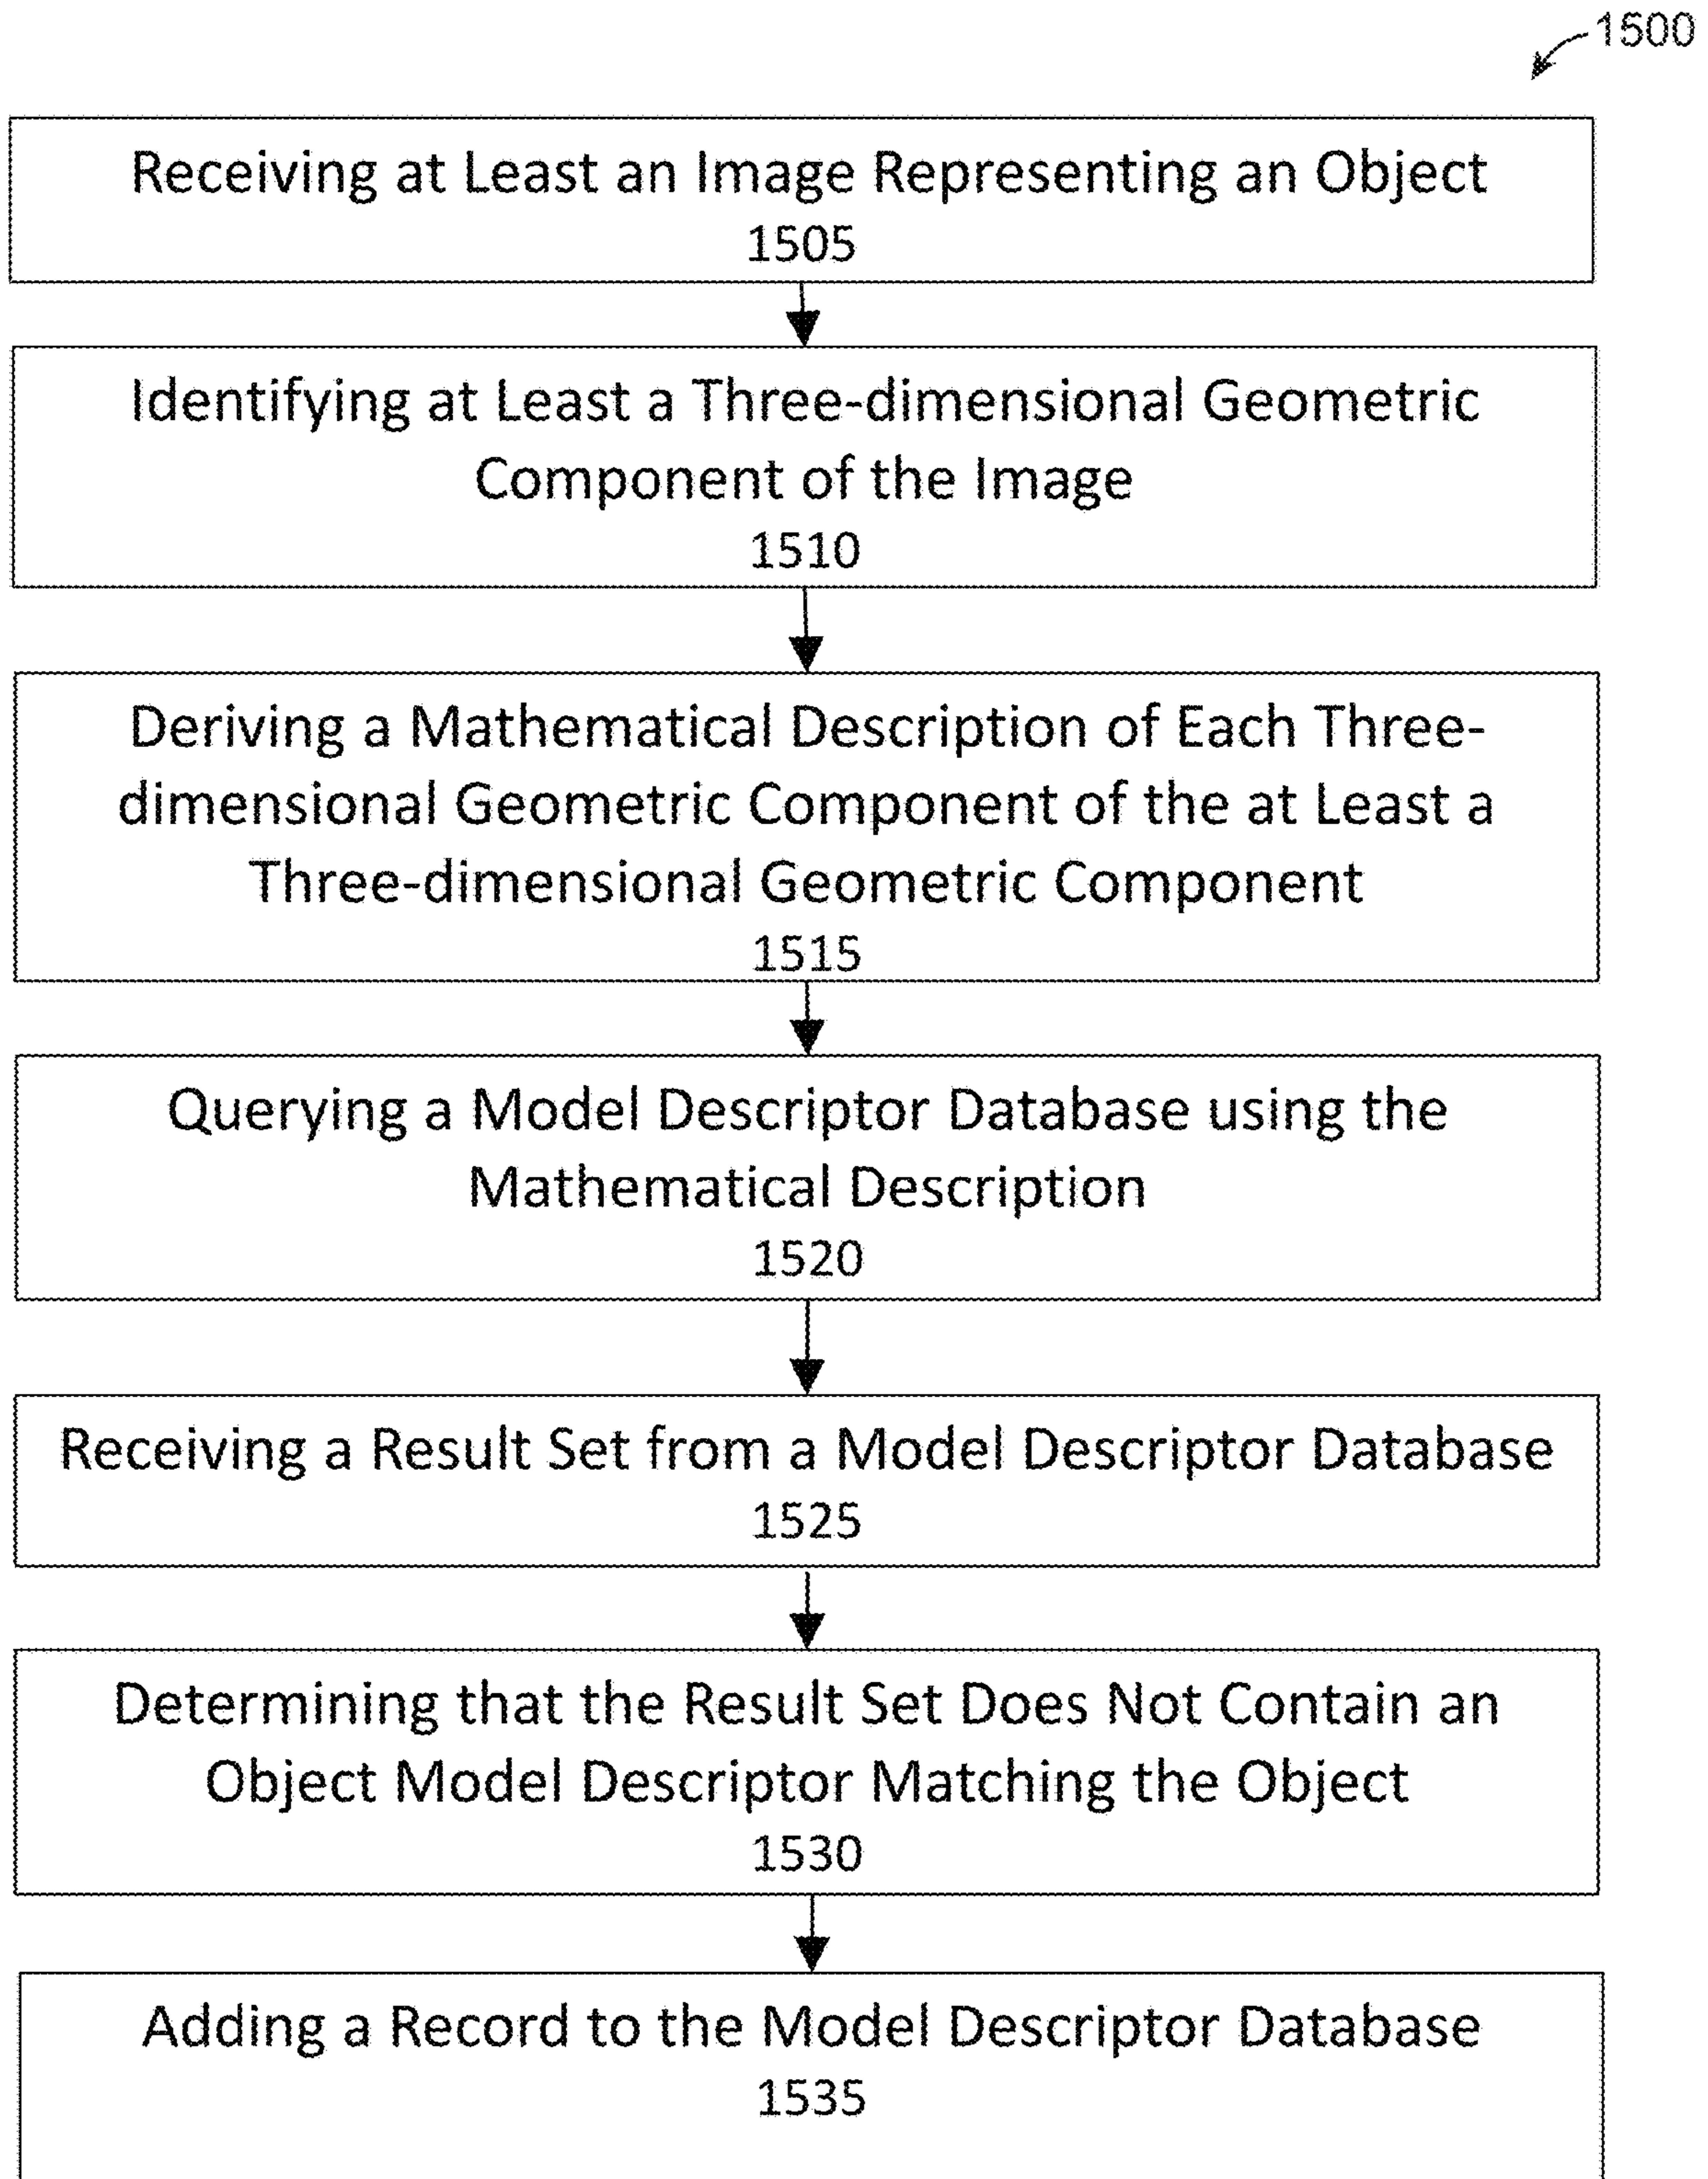 1500
Receiving at Least an Image Representing an Object
1505
Identifying at Least a Three-dimensional Geometric
Component of the Image
1510
Deriving a Mathematical Description of Each Three-
dimensional Geometric Component of the at Least a
Three-dimensional Geometric Component
1515
Querying a Model Descriptor Database using the
Mathematical Description
1520
Receiving a Result Set from a Model Descriptor Database
1525
Determining that the Result Set Does Not Contain an
Object Model Descriptor Matching the Object
1530
Adding a Record to the Model Descriptor Database
1535